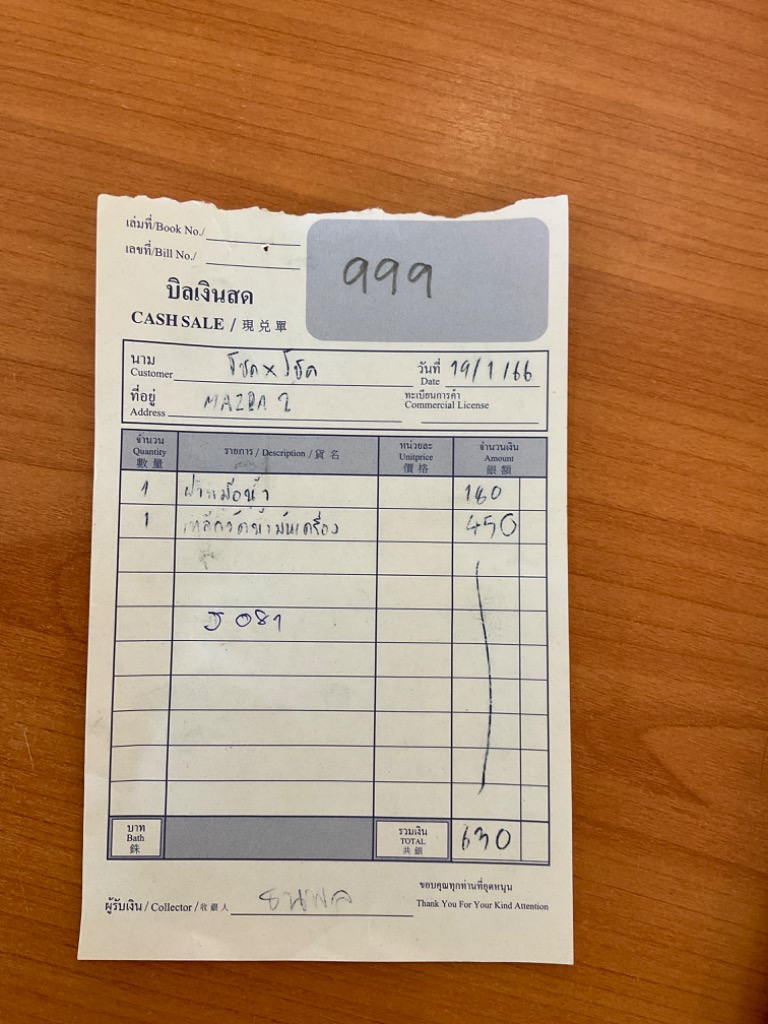 เล่มที่/Book No./
เลขที่/Bill No./
999
บิลเงินสด
CASH SALE / 現兑單
นาม Customer โชค x โชค วันที่ Date 19/1/66
ที่อยู่ Address MAZDA 2 ทะเบียนการค้า Commercial License
จำนวน Quantity 數量 รายการ / Description / 貨名 หน่วยละ Unitprice 價格 จำนวนเงิน Amount 銀額
1 ฝาหม้อน้ำ 180
1 เหล็กวัดน้ำมันเครื่อง 450
J 081
บาท Bath 銖 รวมเงิน TOTAL 共銀 630
ขอบคุณทุกท่านที่อุดหนุน
ผู้รับเงิน / Collector / 收銀人 ธนพล Thank You For Your Kind Attention